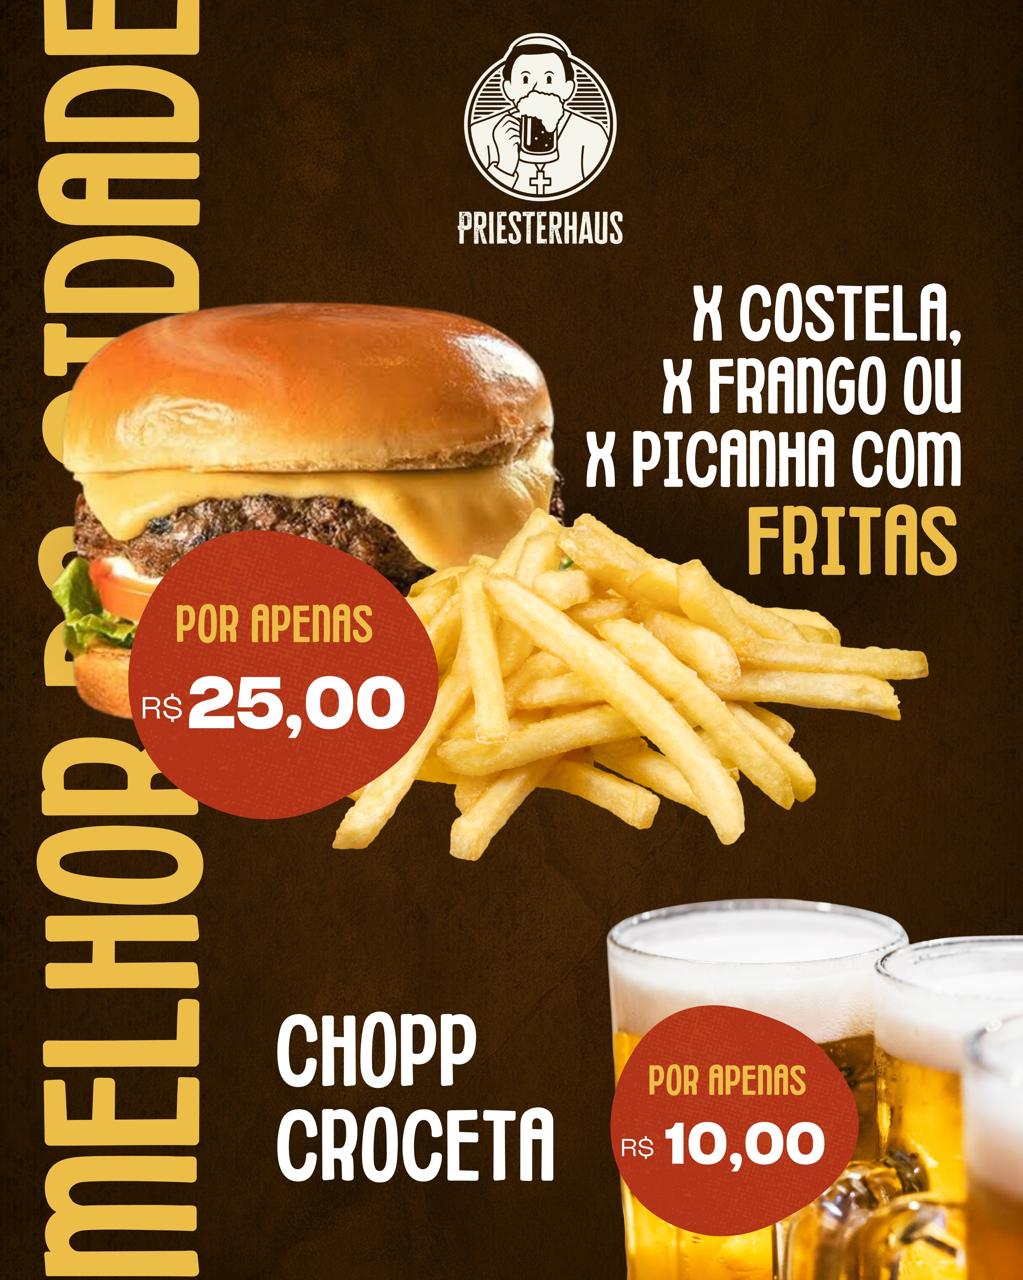 PRIESTERHAUS
X COSTELA,
X FRANGO OU
X PICANHA COM
FRITAS
POR APENAS
R$ 25,00
CHOPP
CROCETA
POR APENAS
R$ 10,00
MELHOR DA CIDADE